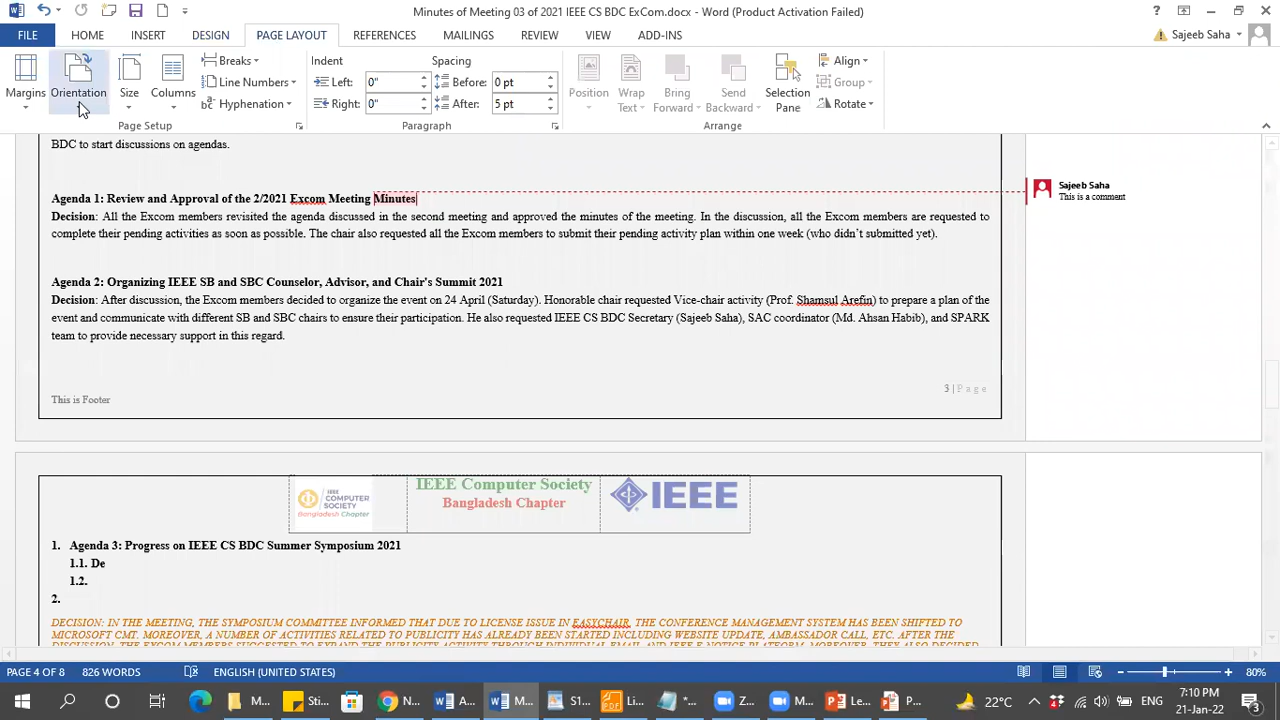 Minutes of Meeting 03 of 2021 IEEE CS BDC ExCom.docx - Word (Product Activation Failed)
FILE HOME INSERT DESIGN PAGE LAYOUT REFERENCES MAILINGS REVIEW VIEW ADD-INS Sajeeb Saha
Margins Orientation Size Columns
Breaks
Line Numbers
Hyphenation
Page Setup
Indent
Left: 0"
Right: 0"
Spacing
Before: 0 pt
After: 5 pt
Paragraph
Position Wrap Text Bring Forward Send Backward Selection Pane
Align
Group
Rotate
Arrange
BDC to start discussions on agendas.
Agenda 1: Review and Approval of the 2/2021 Excom Meeting Minutes
Decision: All the Excom members revisited the agenda discussed in the second meeting and approved the minutes of the meeting. In the discussion, all the Excom members are requested to
complete their pending activities as soon as possible. The chair also requested all the Excom members to submit their pending activity plan within one week (who didn't submitted yet).
Sajeeb Saha
This is a comment
Agenda 2: Organizing IEEE SB and SBC Counselor, Advisor, and Chair's Summit 2021
Decision: After discussion, the Excom members decided to organize the event on 24 April (Saturday). Honorable chair requested Vice-chair activity (Prof. Shamsul Arefin) to prepare a plan of the
event and communicate with different SB and SBC chairs to ensure their participation. He also requested IEEE CS BDC Secretary (Sajeeb Saha), SAC coordinator (Md. Ahsan Habib), and SPARK
team to provide necessary support in this regard.
3 | P a g e
This is Footer
IEEE
COMPUTER
SOCIETY
Bangladesh Chapter
IEEE Computer Society
Bangladesh Chapter
IEEE
1. Agenda 3: Progress on IEEE CS BDC Summer Symposium 2021
1.1. De
1.2.
2.
DECISION: IN THE MEETING, THE SYMPOSIUM COMMITTEE INFORMED THAT DUE TO LICENSE ISSUE IN EASYCHAIR, THE CONFERENCE MANAGEMENT SYSTEM HAS BEEN SHIFTED TO
MICROSOFT CMT. MOREOVER, A NUMBER OF ACTIVITIES RELATED TO PUBLICITY HAS ALREADY BEEN STARTED INCLUDING WEBSITE UPDATE, AMBASSADOR CALL, ETC. AFTER THE
PAGE 4 OF 8 826 WORDS ENGLISH (UNITED STATES) 80%
M... Sti... N... A... M... S1... Li... *... Z... M... Le... P... 22°C ENG 7:10 PM
21-Jan-22
3